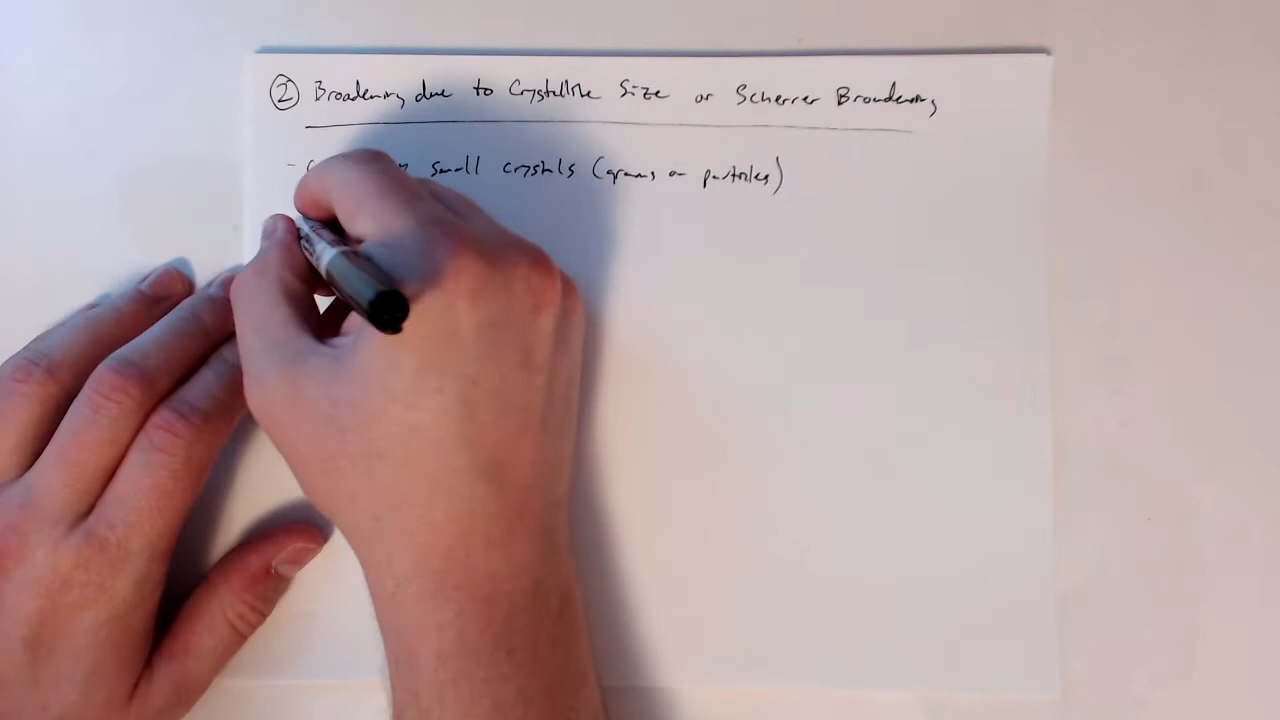 ② Broadening due to Crystallite Size or Scherrer Broadening
- small crystals (grains or particles)